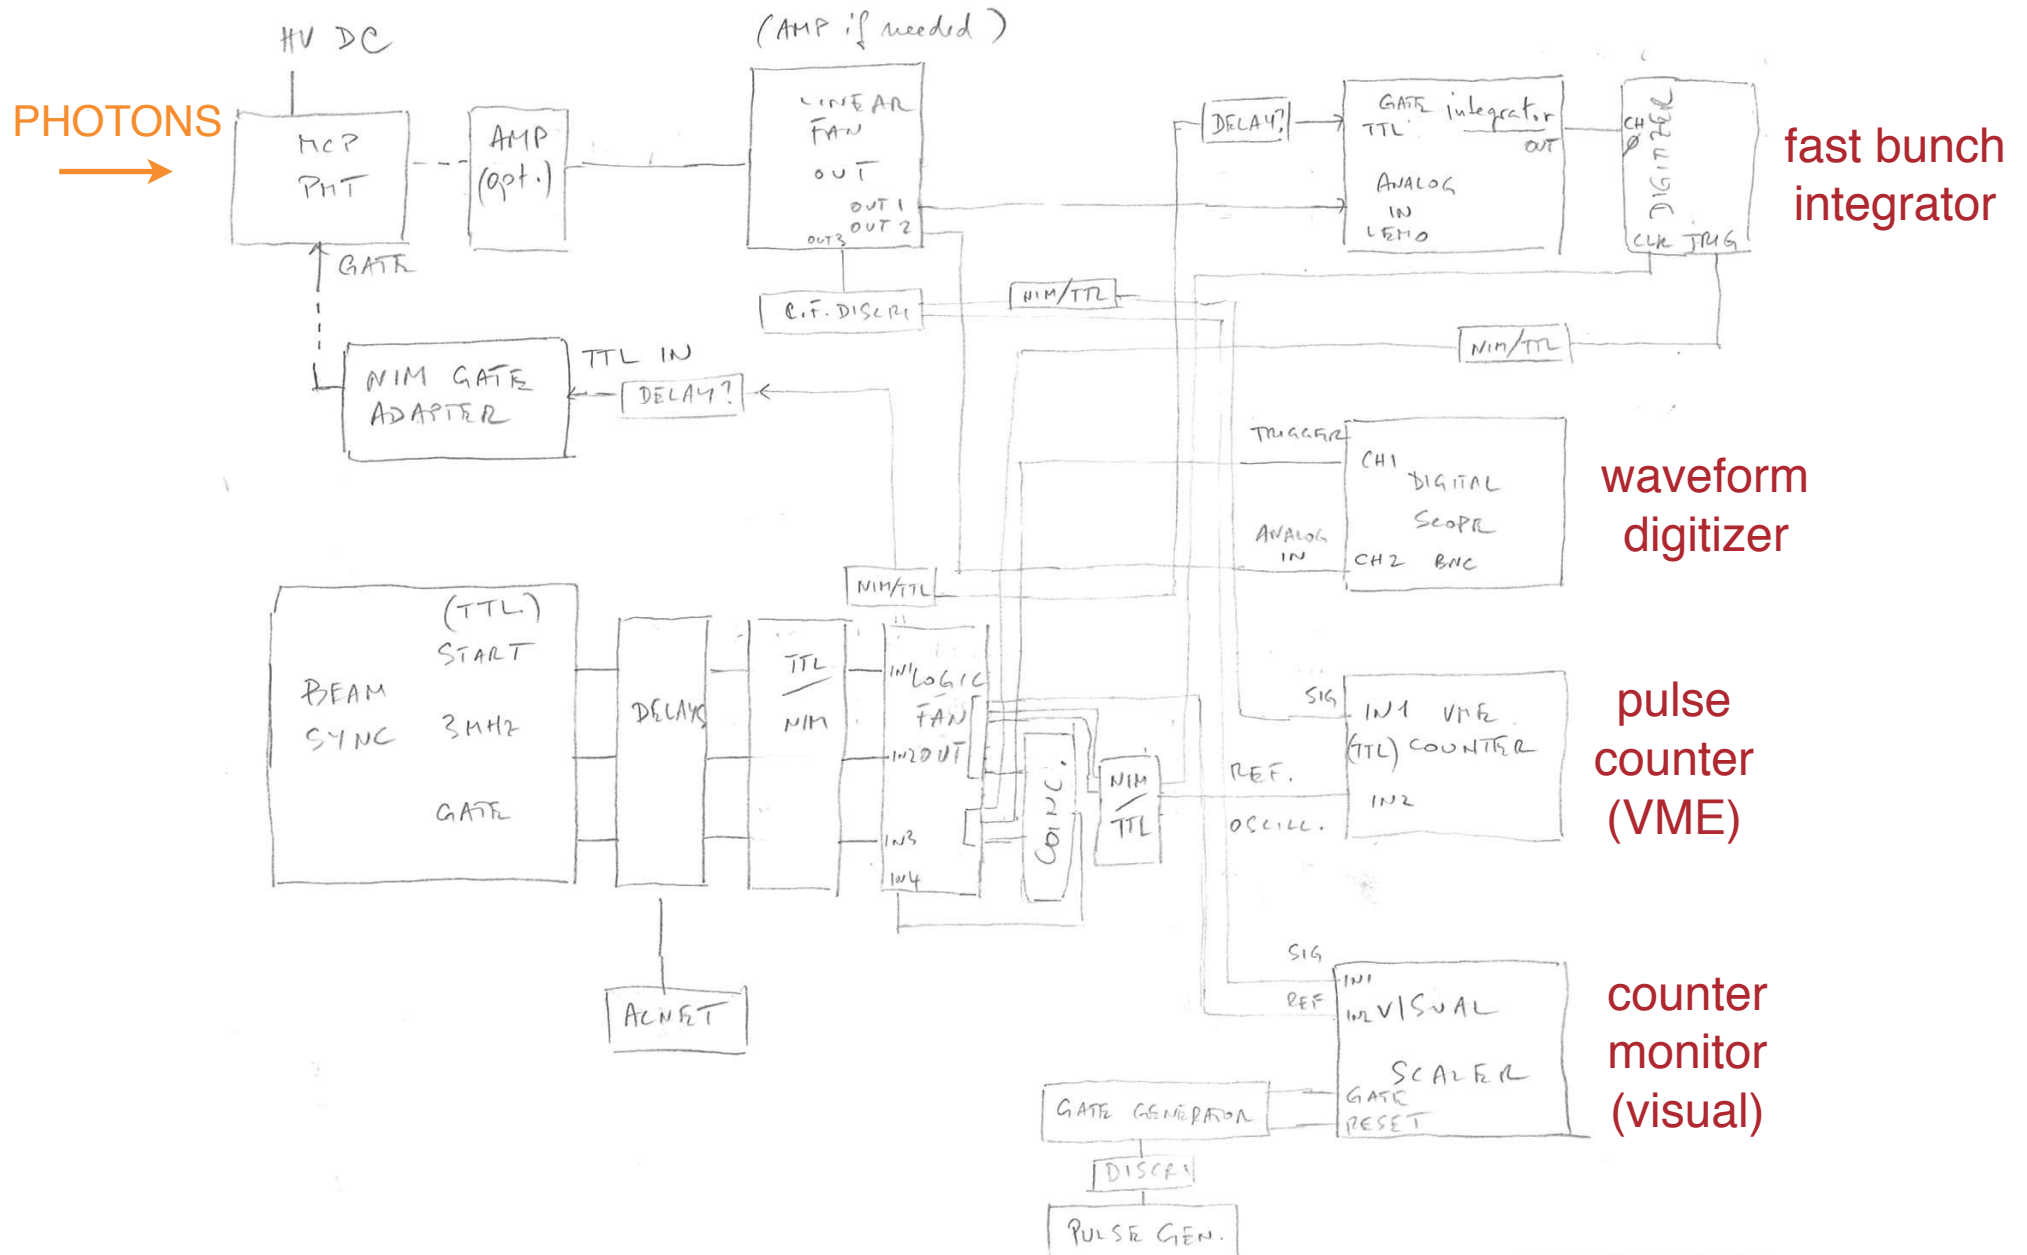 HV DC
(AMP if needed)
PHOTONS
MCP
PMT
AMP
(opt.)
LINEAR
FAN
OUT
OUT 1
OUT 2
OUT3
DELAY?
GATE
TTL
integrator
OUT
ANALOG
IN
LEMO
CH
Ø
DIGITIZER
CLK TRIG
fast bunch
integrator
GATE
C.F. DISCRI
NIM/TTL
NIM/TTL
NIM GATE
ADAPTER
TTL IN
DELAY?
TRIGGER
CH1
DIGITAL
SCOPE
ANALOG
IN
CH2 BNC
waveform
digitizer
NIM/TTL
BEAM
SYNC
(TTL)
START
3MHz
GATE
DELAYS
TTL
NIM
IN1 LOGIC
FAN
IN2 OUT
IN3
IN4
COINC.
NIM
TTL
REF.
OSCILL.
SIG
IN1 VME
(TTL) COUNTER
IN2
pulse
counter
(VME)
ACNET
SIG
REF
IN1
IN2 VISUAL
SCALER
GATE
RESET
counter
monitor
(visual)
GATE GENERATOR
DISCRI
PULSE GEN.